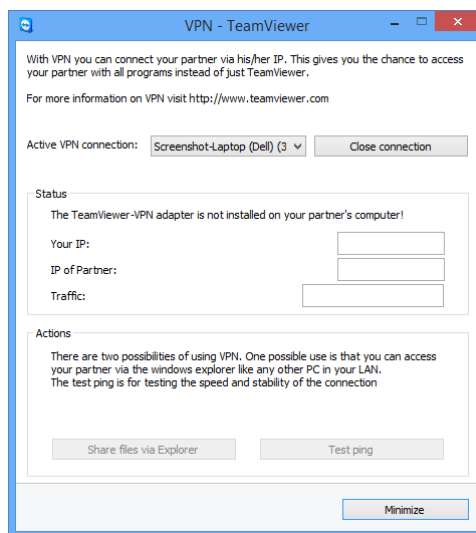 VPN - TeamViewer
With VPN you can connect your partner via his/her IP. This gives you the chance to access
your partner with all programs instead of just TeamViewer.
For more information on VPN visit http://www.teamviewer.com
Active VPN connection: Screenshot-Laptop (Dell) (3 Close connection
Status
The TeamViewer-VPN adapter is not installed on your partner's computer!
Your IP:
IP of Partner:
Traffic:
Actions
There are two possibilities of using VPN. One possible use is that you can access
your partner via the windows explorer like any other PC in your LAN.
The test ping is for testing the speed and stability of the connection
Share files via Explorer Test ping
Minimize